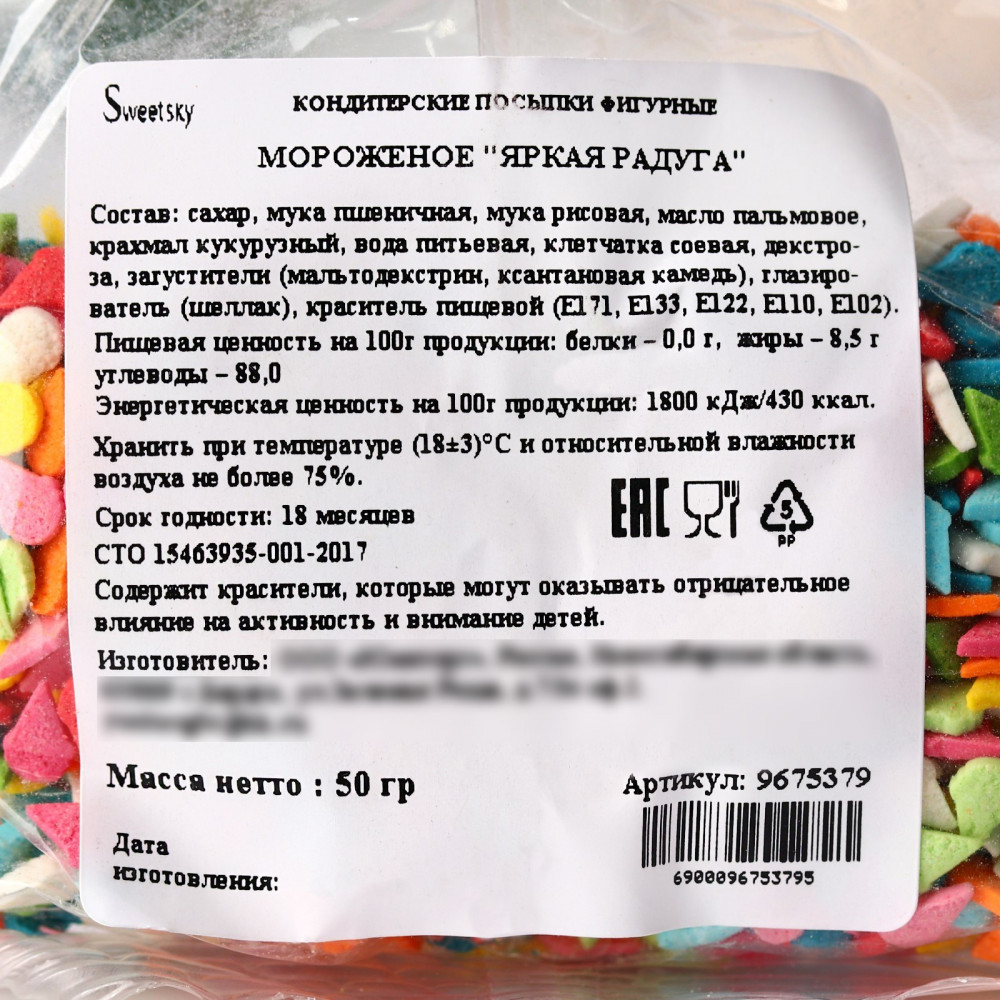 Sweetsky
КОНДИТЕРСКИЕ ПОСЫПКИ ФИГУРНЫЕ
МОРОЖЕНОЕ "ЯРКАЯ РАДУГА"
Состав: сахар, мука пшеничная, мука рисовая, масло пальмовое,
крахмал кукурузный, вода питьевая, клетчатка соевая, декстро-
за, загустители (мальтодекстрин, ксантановая камедь), глазиро-
ватель (шеллак), краситель пищевой (Е171, Е133, Е122, Е110, Е102).
Пищевая ценность на 100г продукции: белки – 0,0 г, жиры – 8,5 г
углеводы – 88,0
Энергетическая ценность на 100г продукции: 1800 кДж/430 ккал.
Хранить при температуре (18±3)°С и относительной влажности
воздуха не более 75%.
Срок годности: 18 месяцев
СТО 15463935-001-2017
EAC
5
PP
Содержит красители, которые могут оказывать отрицательное
влияние на активность и внимание детей.
Изготовитель:
Масса нетто : 50 гр
Артикул: 9675379
6900096753795
Дата
изготовления: